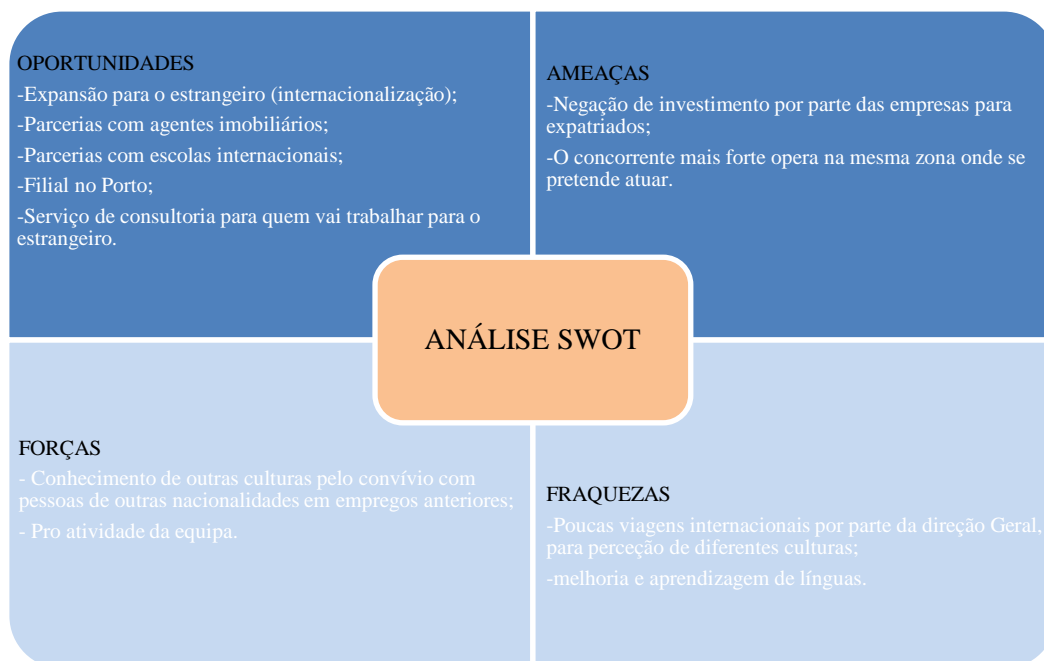 OPORTUNIDADES
-Expansão para o estrangeiro (internacionalização);
-Parcerias com agentes imobiliários;
-Parcerias com escolas internacionais;
-Filial no Porto;
-Serviço de consultoria para quem vai trabalhar para o
estrangeiro.
AMEAÇAS
-Negação de investimento por parte das empresas para
expatriados;
-O concorrente mais forte opera na mesma zona onde se
pretende atuar.
ANÁLISE SWOT
FORÇAS
- Conhecimento de outras culturas pelo convívio com
pessoas de outras nacionalidades em empregos anteriores;
- Pro atividade da equipa.
FRAQUEZAS
-Poucas viagens internacionais por parte da direção Geral,
para perceção de diferentes culturas;
-melhoria e aprendizagem de línguas.